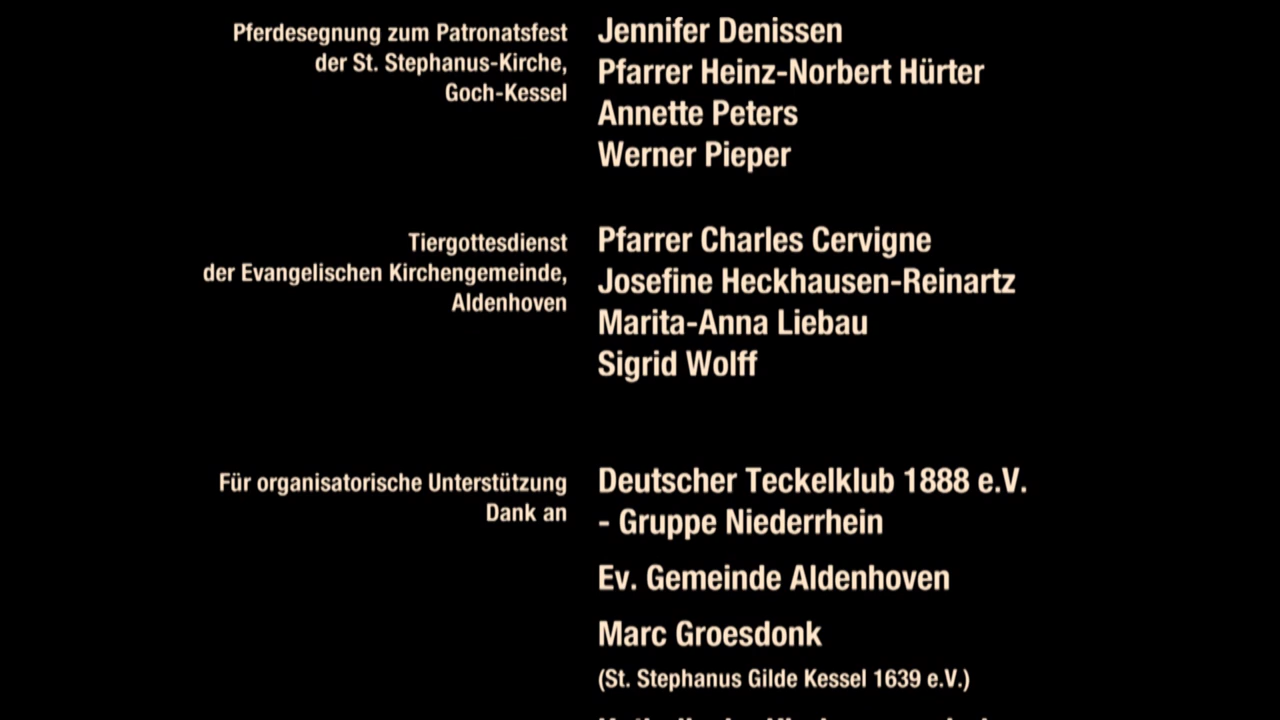 Pferdesegnung zum Patronatsfest
der St. Stephanus-Kirche,
Goch-Kessel
Jennifer Denissen
Pfarrer Heinz-Norbert Hürter
Annette Peters
Werner Pieper
Tiergottesdienst
der Evangelischen Kirchengemeinde,
Aldenhoven
Pfarrer Charles Cervigne
Josefine Heckhausen-Reinartz
Marita-Anna Liebau
Sigrid Wolff
Für organisatorische Unterstützung
Dank an
Deutscher Teckelklub 1888 e.V.
- Gruppe Niederrhein
Ev. Gemeinde Aldenhoven
Marc Groesdonk
(St. Stephanus Gilde Kessel 1639 e.V.)